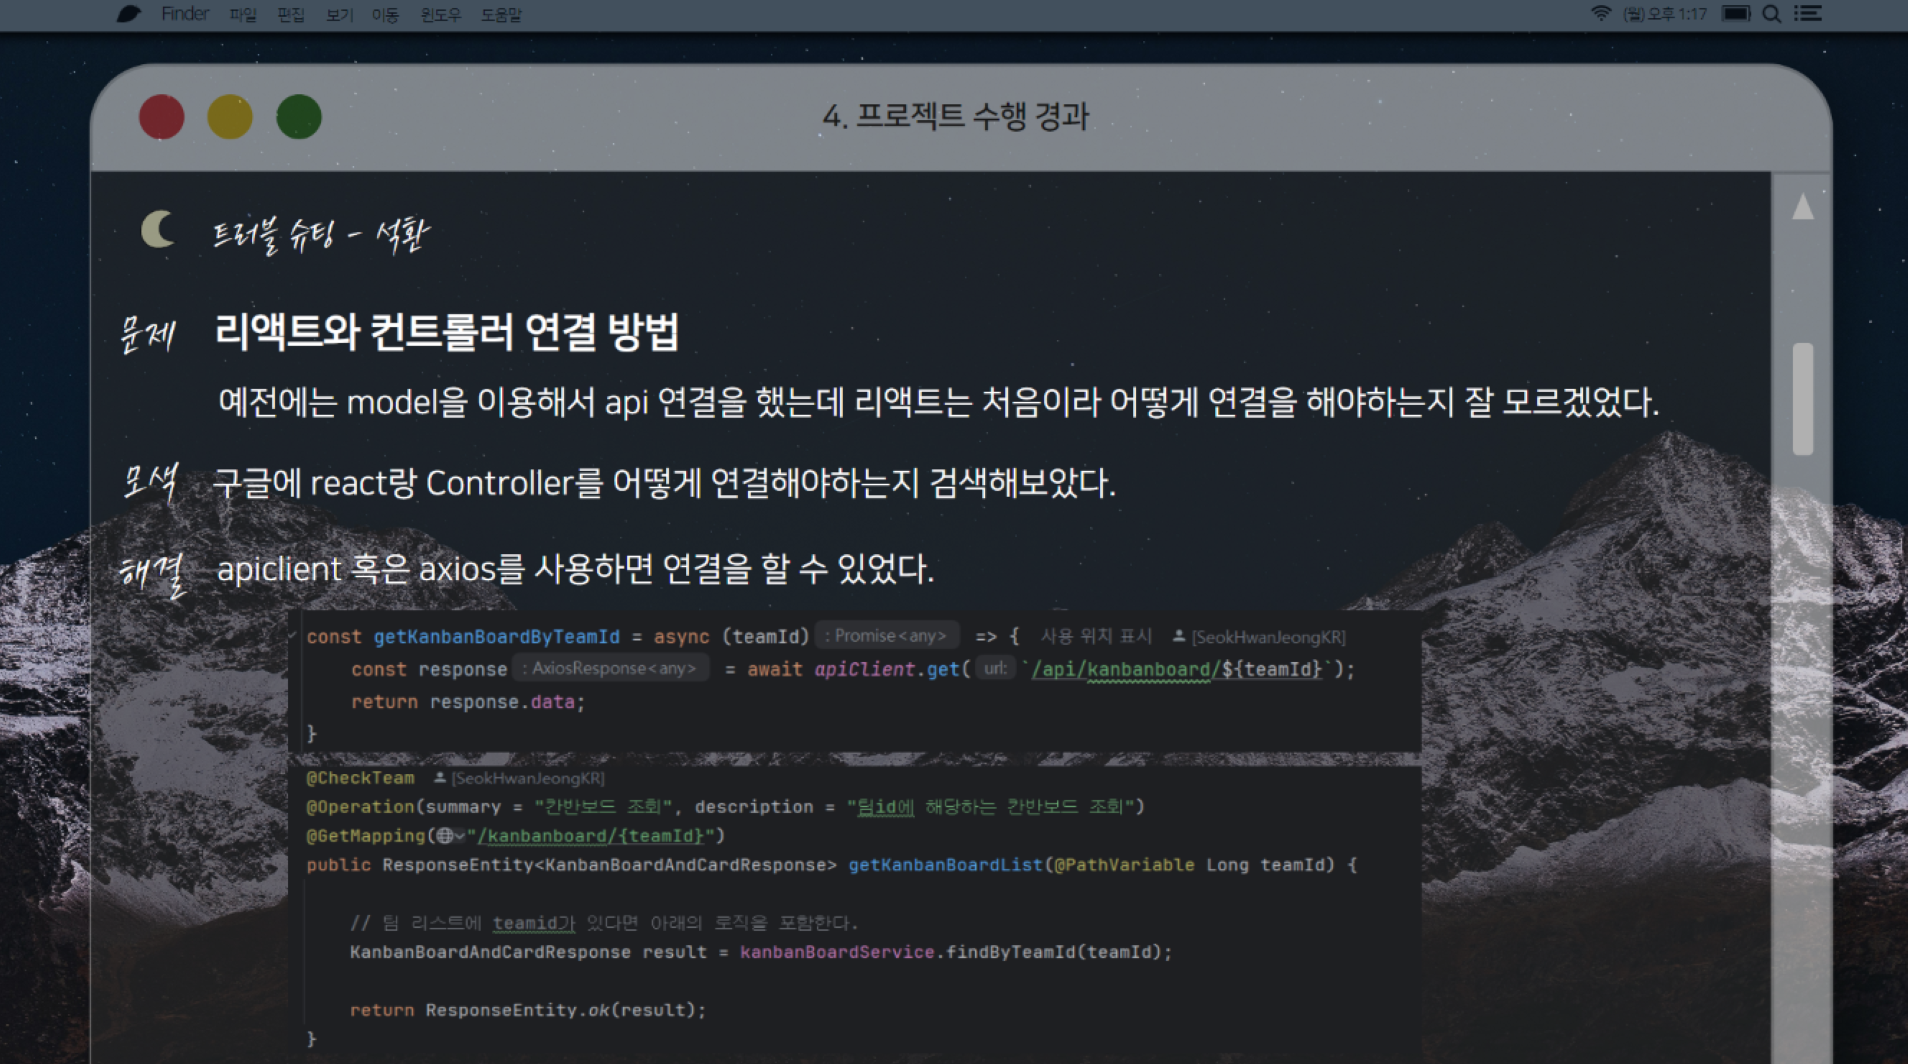 Finder 파일 편집 보기 이동 윈도우 도움말 (월) 오후 1:17
4. 프로젝트 수행 경과
트러블 슈팅 - 석환
문제 리액트와 컨트롤러 연결 방법
예전에는 model을 이용해서 api 연결을 했는데 리액트는 처음이라 어떻게 연결을 해야하는지 잘 모르겠었다.
모색 구글에 react랑 Controller를 어떻게 연결해야하는지 검색해보았다.
해결 apiclient 혹은 axios를 사용하면 연결을 할 수 있었다.
const getKanbanBoardByTeamId = async (teamId) : Promise<any> => { 사용 위치 표시 [SeokHwanJeongKR]
const response : AxiosResponse<any> = await apiClient.get( url: `/api/kanbanboard/${teamId}`);
return response.data;
}
@CheckTeam [SeokHwanJeongKR]
@Operation(summary = "칸반보드 조회", description = "팀id에 해당하는 칸반보드 조회")
@GetMapping("/kanbanboard/{teamId}")
public ResponseEntity<KanbanBoardAndCardResponse> getKanbanBoardList(@PathVariable Long teamId) {
// 팀 리스트에 teamid가 있다면 아래의 로직을 포함한다.
KanbanBoardAndCardResponse result = kanbanBoardService.findByTeamId(teamId);
return ResponseEntity.ok(result);
}